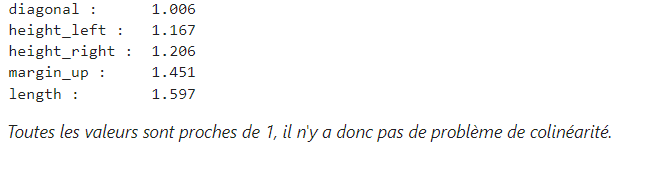 diagonal :      1.006
height_left :   1.167
height_right :  1.206
margin_up :     1.451
length :        1.597
Toutes les valeurs sont proches de 1, il n'y a donc pas de problème de colinéarité.